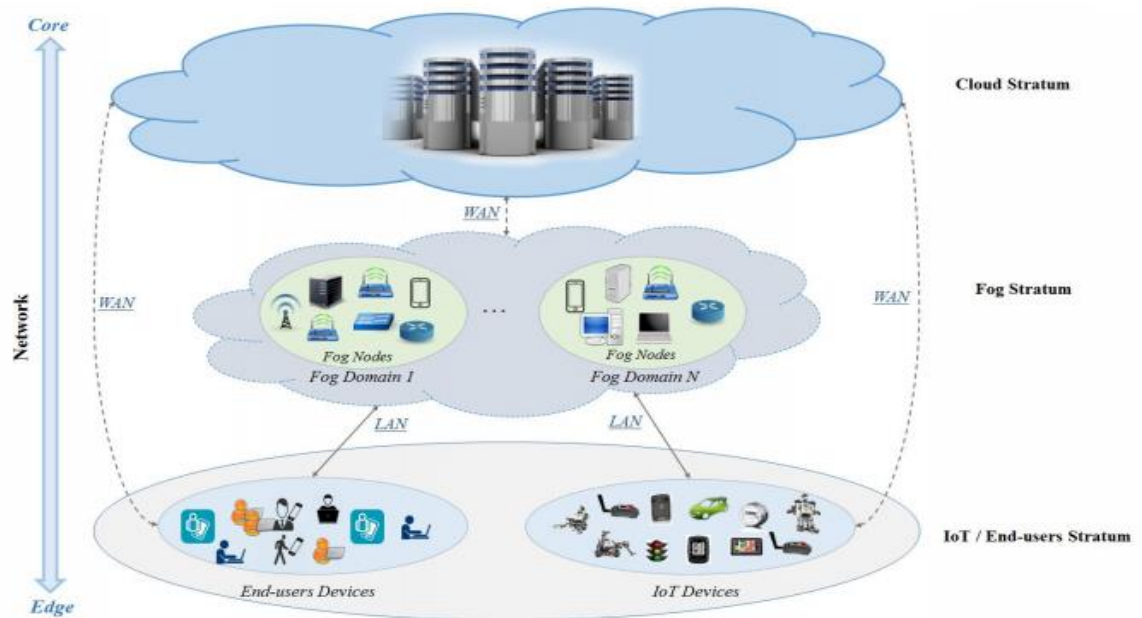 Core
Cloud Stratum
WAN
WAN
WAN
Network
Fog Stratum
...
Fog Nodes
Fog Domain 1
Fog Nodes
Fog Domain N
LAN
LAN
IoT / End-users Stratum
End-users Devices
IoT Devices
Edge